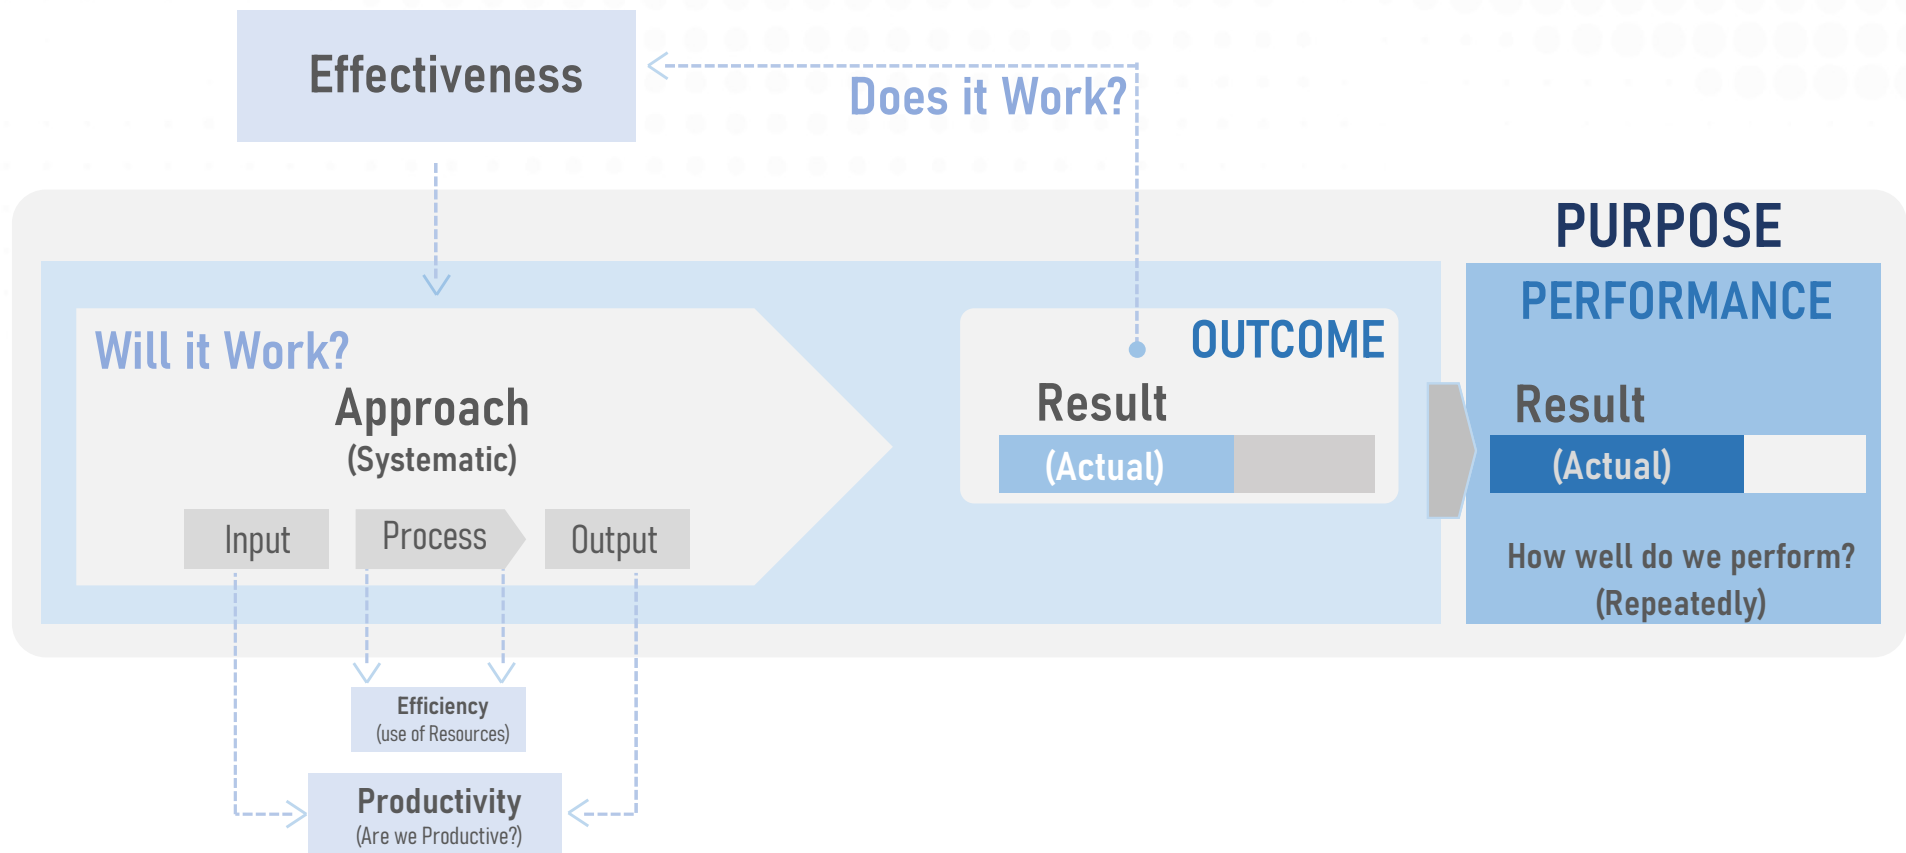 Effectiveness
Does it Work?
PURPOSE
PERFORMANCE
Will it Work?
OUTCOME
Approach
(Systematic)
Result
(Actual)
Result
(Actual)
Input
Process
Output
How well do we perform?
(Repeatedly)
Efficiency
(use of Resources)
Productivity
(Are we Productive?)